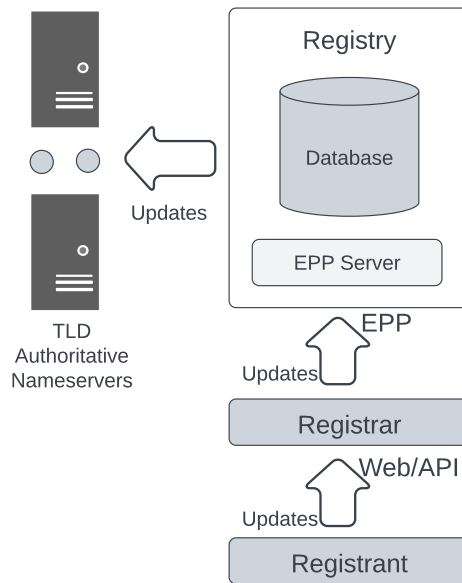 Registry
Database
Updates
EPP Server
TLD
Authoritative
Nameservers
EPP
Updates
Registrar
Web/API
Updates
Registrant